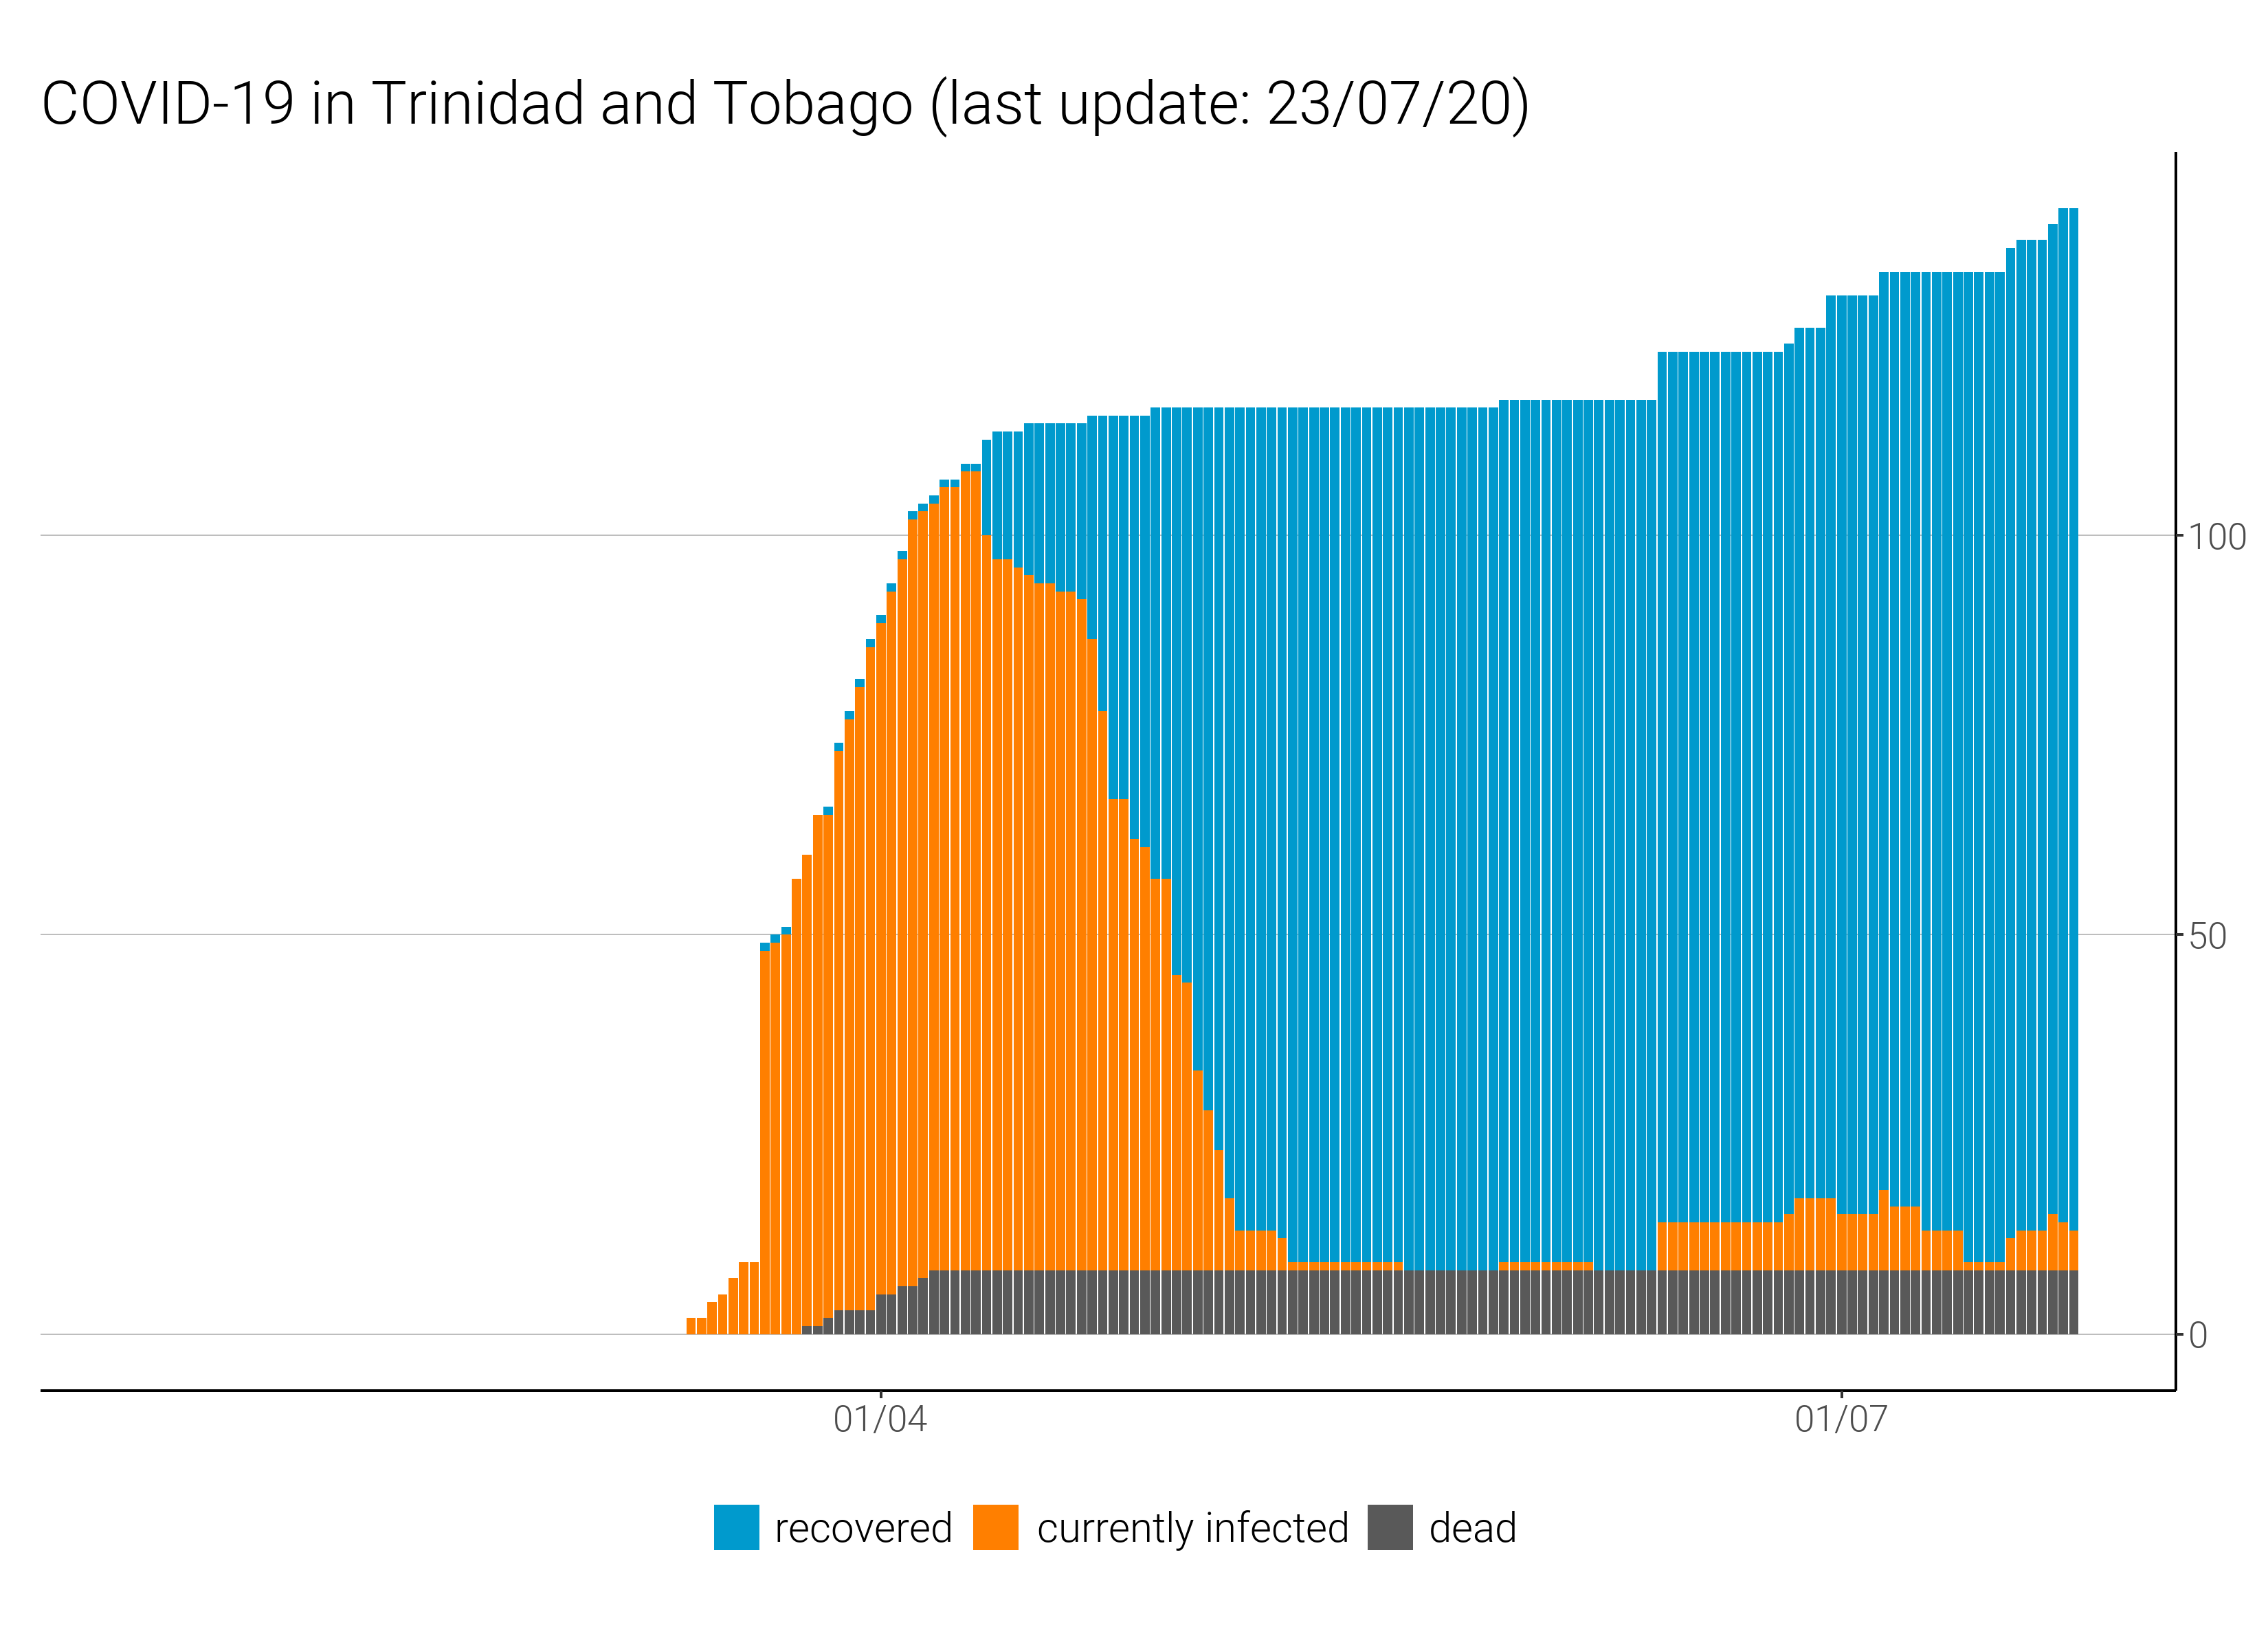 COVID-19 in Trinidad and Tobago (last update: 23/07/20)
100
50
0
01/04 01/07
recovered currently infected dead